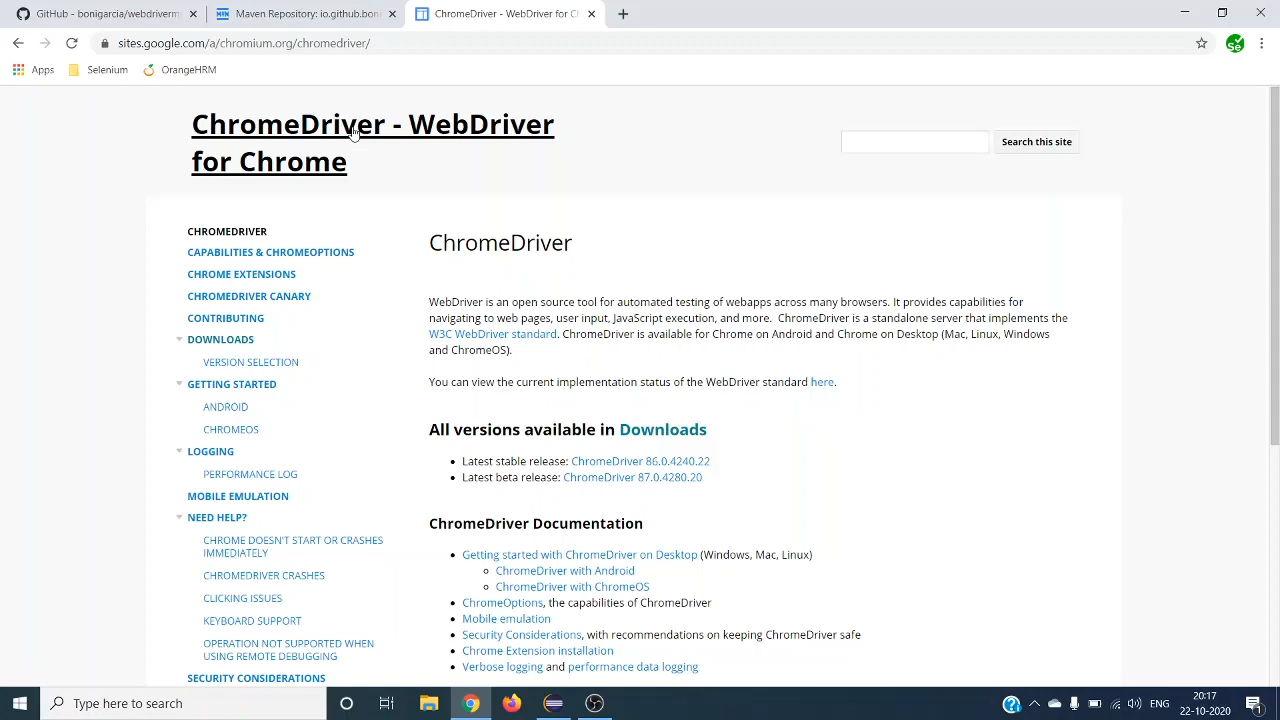 GitHub - bonigarcia/webdriverm
Maven Repository: io.github.bona
ChromeDriver - WebDriver for Ch
sites.google.com/a/chromium.org/chromedriver/
Apps
Selenium
OrangeHRM
ChromeDriver - WebDriver
for Chrome
Search this site
CHROMEDRIVER
CAPABILITIES & CHROMEOPTIONS
CHROME EXTENSIONS
CHROMEDRIVER CANARY
CONTRIBUTING
DOWNLOADS
VERSION SELECTION
GETTING STARTED
ANDROID
CHROMEOS
LOGGING
PERFORMANCE LOG
MOBILE EMULATION
NEED HELP?
CHROME DOESN'T START OR CRASHES
IMMEDIATELY
CHROMEDRIVER CRASHES
CLICKING ISSUES
KEYBOARD SUPPORT
OPERATION NOT SUPPORTED WHEN
USING REMOTE DEBUGGING
SECURITY CONSIDERATIONS
ChromeDriver
WebDriver is an open source tool for automated testing of webapps across many browsers. It provides capabilities for
navigating to web pages, user input, JavaScript execution, and more.  ChromeDriver is a standalone server that implements the
W3C WebDriver standard. ChromeDriver is available for Chrome on Android and Chrome on Desktop (Mac, Linux, Windows
and ChromeOS).
You can view the current implementation status of the WebDriver standard here.
All versions available in Downloads
Latest stable release: ChromeDriver 86.0.4240.22
Latest beta release: ChromeDriver 87.0.4280.20
ChromeDriver Documentation
Getting started with ChromeDriver on Desktop (Windows, Mac, Linux)
ChromeDriver with Android
ChromeDriver with ChromeOS
ChromeOptions, the capabilities of ChromeDriver
Mobile emulation
Security Considerations, with recommendations on keeping ChromeDriver safe
Chrome Extension installation
Verbose logging and performance data logging
Type here to search
ENG
20:17
22-10-2020